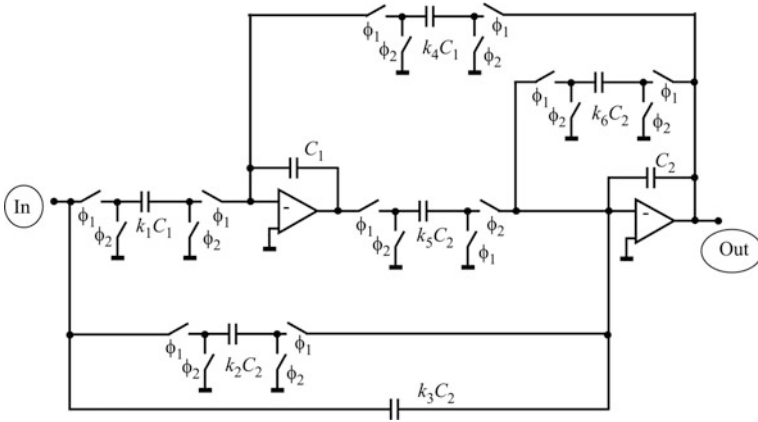 ϕ1 k4C1 ϕ1
ϕ2 ϕ2
ϕ1 k6C2 ϕ1
ϕ2 ϕ2
C1 C2
In
ϕ1 k1C1 ϕ1
ϕ2 ϕ2
-
ϕ1 k5C2 ϕ2
ϕ2 ϕ1
-
Out
ϕ1 k2C2 ϕ1
ϕ2 ϕ2
k3C2